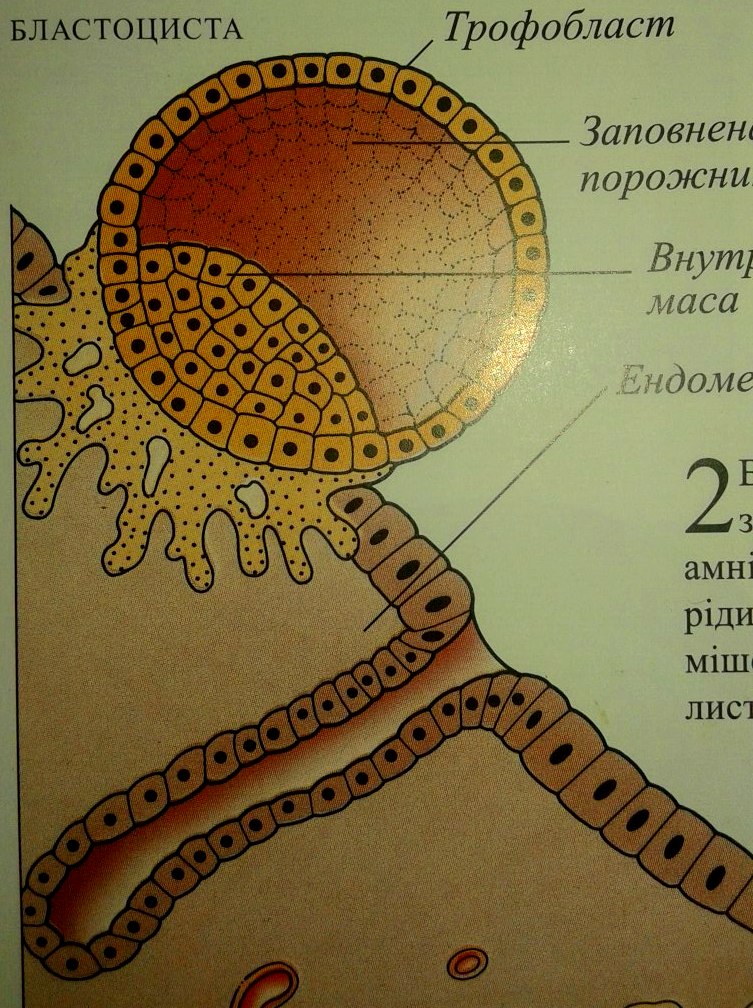 БЛАСТОЦИСТА
Трофобласт
Заповнен
порожни
Внутр
маса
Ендоме
2
з
амні
ріди
міш
лист